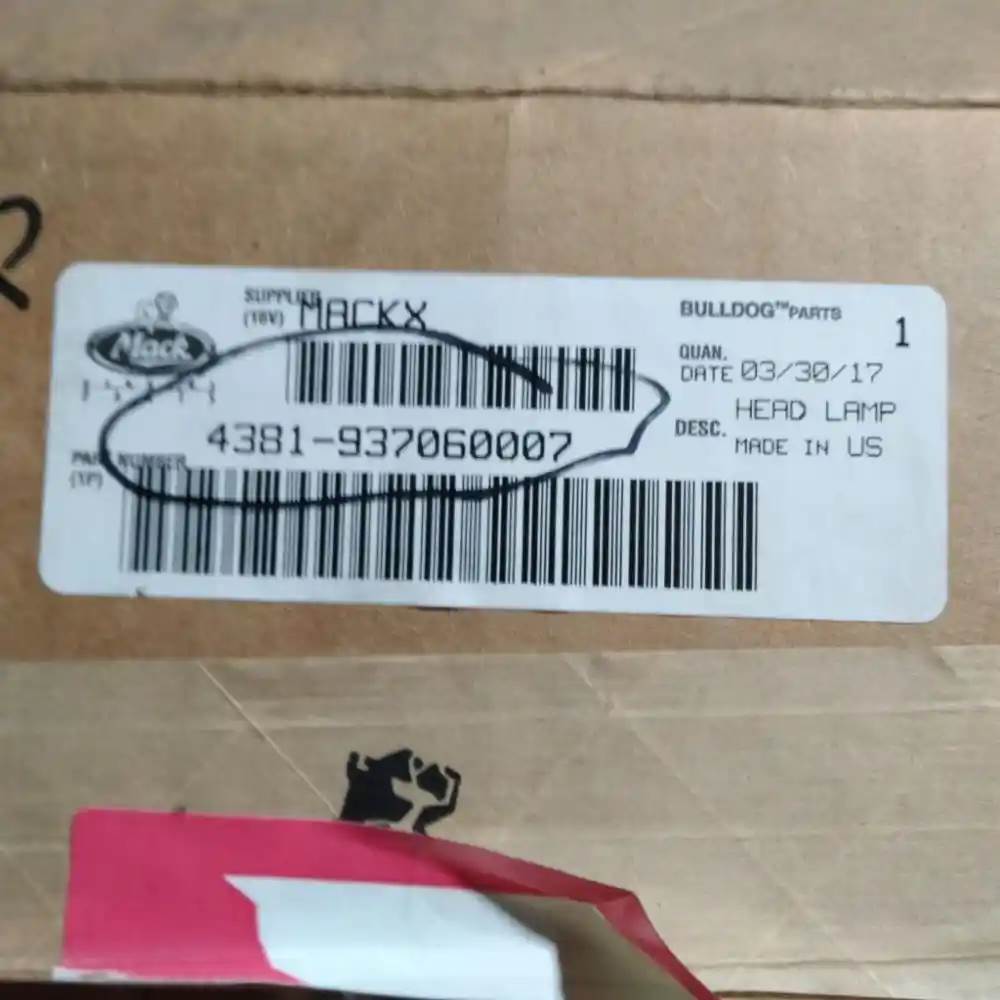 SUPPLIER
(18V) MACKX
BULLDOG™ PARTS
1
Mack
QUAN.
DATE 03/30/17
4381-937060007
DESC. HEAD LAMP
MADE IN US
PART NUMBER
(1P)